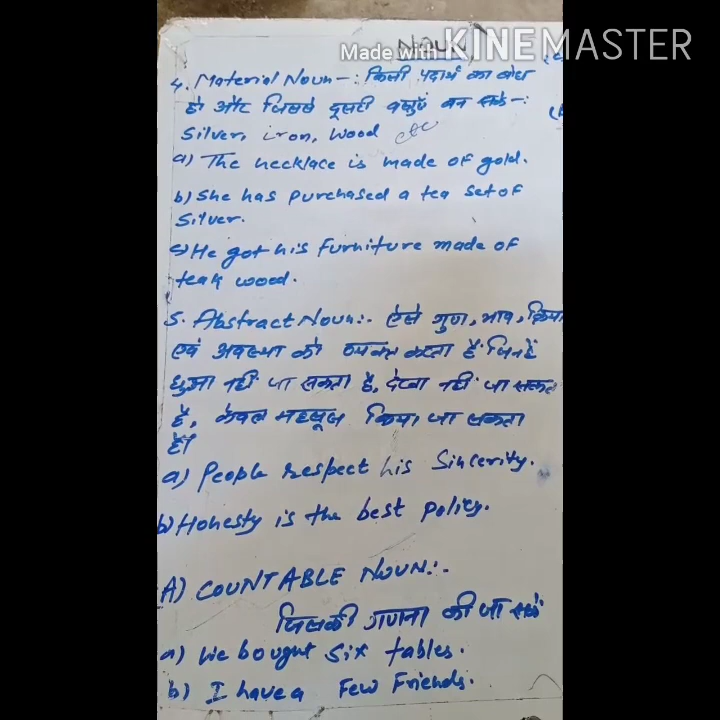 NOUN
Made with KINEMASTER
4. Material Noun-: किसी पदार्थ का बोध
हो और जिससे दूसरी वस्तुएं बन सके-:
Silver, iron, wood etc
a) The necklace is made of gold.
b) She has purchased a tea set of
Silver.
c) He got his furniture made of
teak wood.
5. Abstract Noun:- ऐसे गुण, भाव, क्रिया
एवं अवस्था को व्यक्त करता है जिन्हें
छुआ नहीं जा सकता है, देखा नहीं जा सकता
है, केवल महसूस किया जा सकता
है।
a) People respect his Sincerity.
b) Honesty is the best policy.
A) COUNTABLE NOUN:-
जिसकी गणना की जा सके
a) We bought six tables.
b) I have a Few Friends.